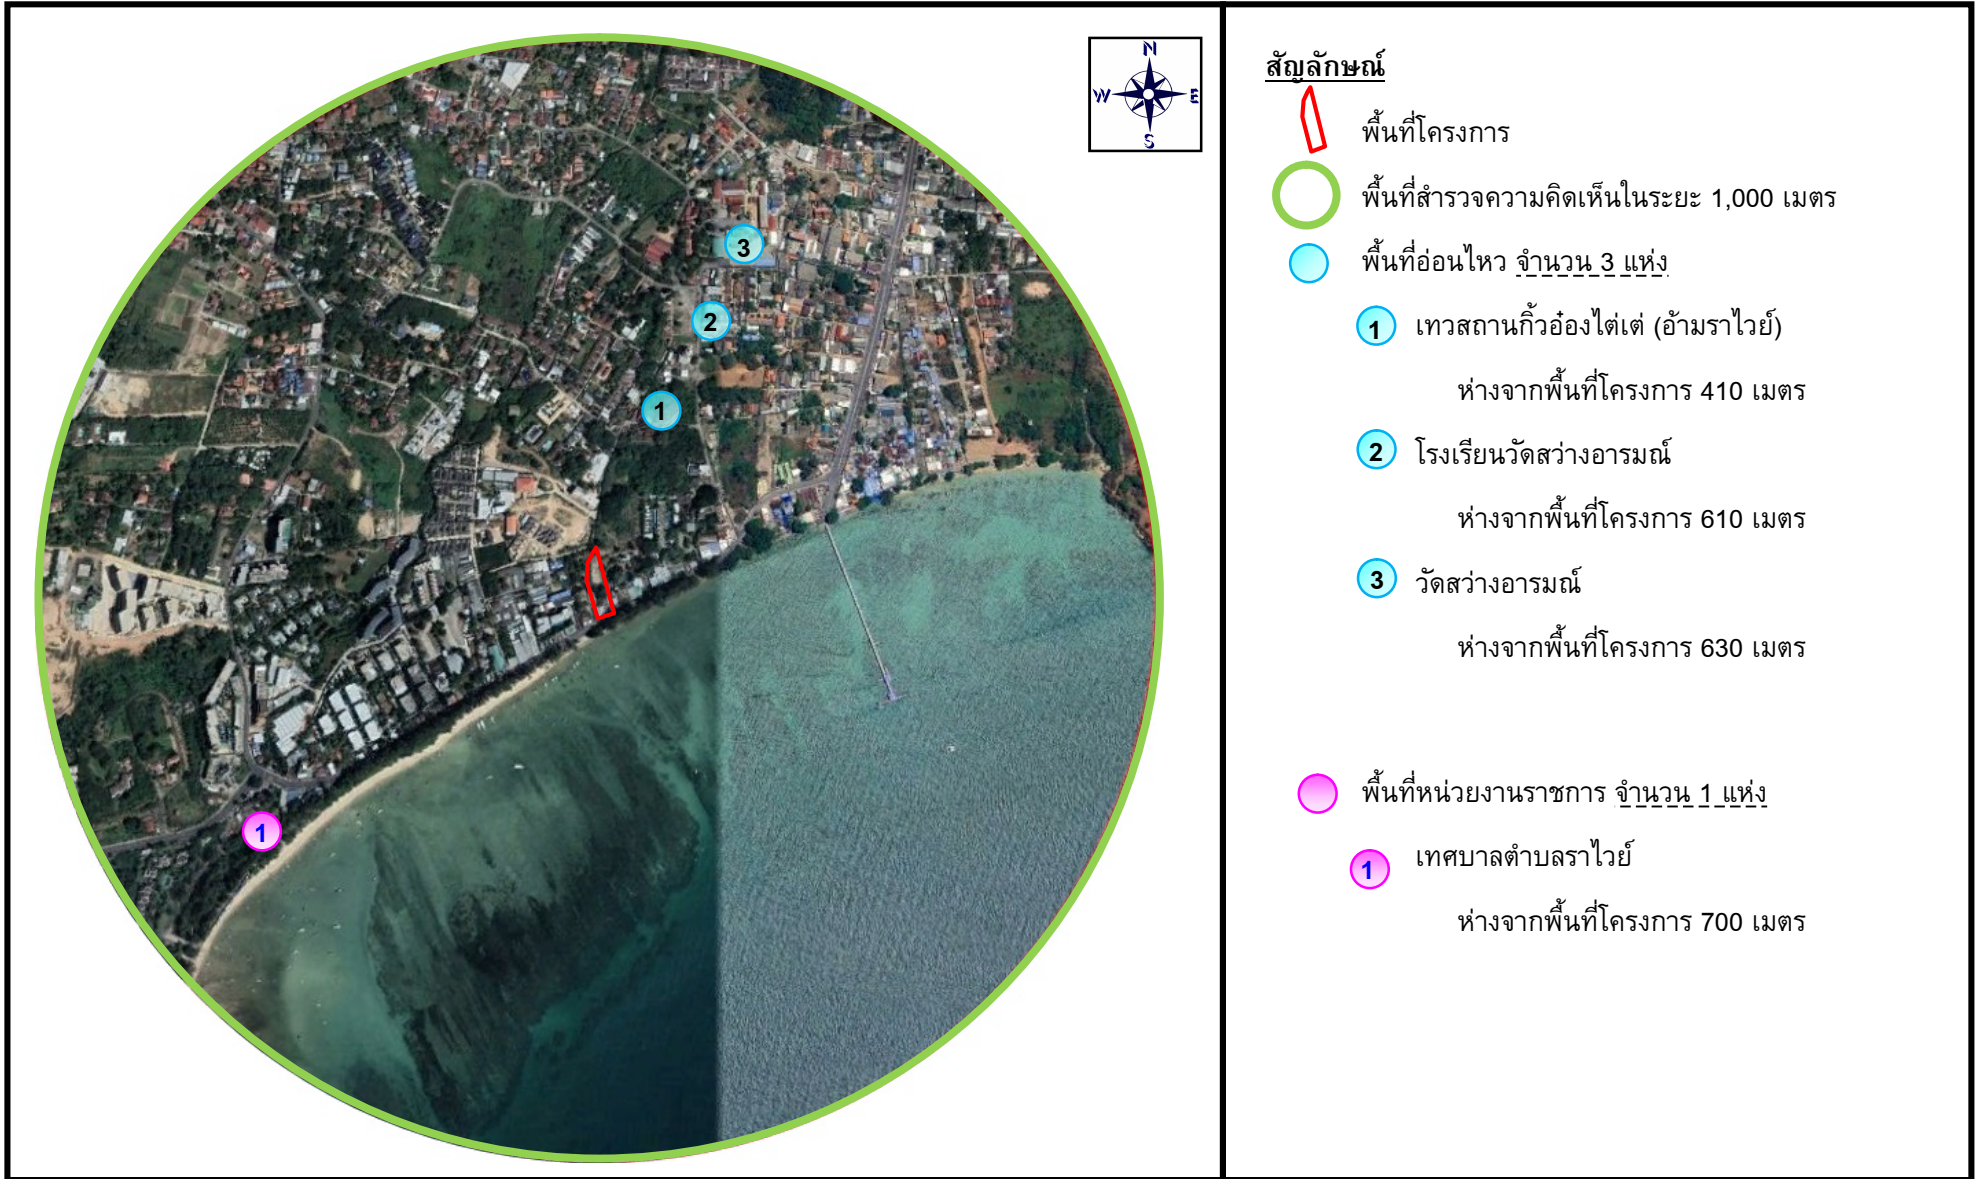 N
W E
S
3
2
1
1
สัญลักษณ์
พื้นที่โครงการ
พื้นที่สำรวจความคิดเห็นในระยะ 1,000 เมตร
พื้นที่อ่อนไหว จำนวน 3 แห่ง
1 เทวสถานกิ้วอ๋องไต่เต่ (อ้ามราไวย์)
ห่างจากพื้นที่โครงการ 410 เมตร
2 โรงเรียนวัดสว่างอารมณ์
ห่างจากพื้นที่โครงการ 610 เมตร
3 วัดสว่างอารมณ์
ห่างจากพื้นที่โครงการ 630 เมตร
พื้นที่หน่วยงานราชการ จำนวน 1 แห่ง
1 เทศบาลตำบลราไวย์
ห่างจากพื้นที่โครงการ 700 เมตร